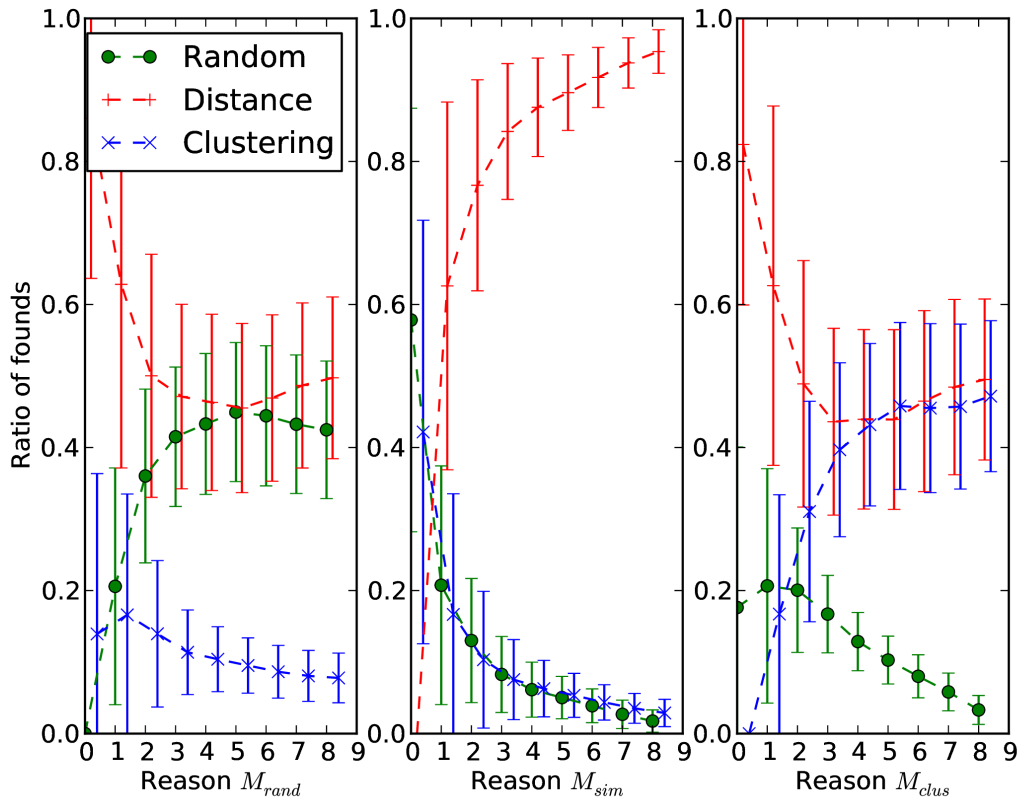 1.0
0.8
0.6
0.4
0.2
0.0
Ratio of founds
Random
Distance
Clustering
0 1 2 3 4 5 6 7 8 9
Reason M_rand
1.0
0.8
0.6
0.4
0.2
0.0
0 1 2 3 4 5 6 7 8 9
Reason M_sim
1.0
0.8
0.6
0.4
0.2
0.0
0 1 2 3 4 5 6 7 8 9
Reason M_clus